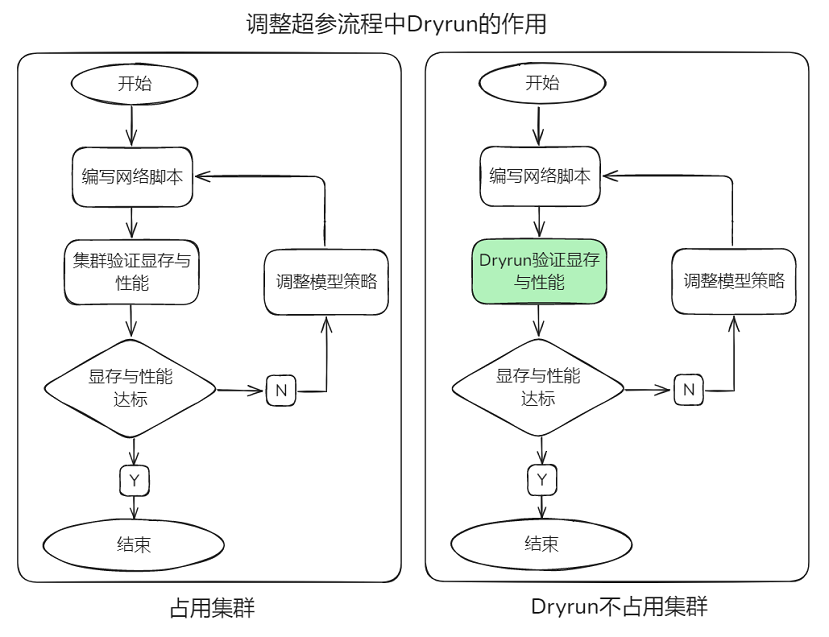 调整超参流程中Dryrun的作用
开始
编写网络脚本
集群验证显存与
性能
调整模型策略
显存与性能
达标
N
Y
结束
占用集群
开始
编写网络脚本
Dryrun验证显存
与性能
调整模型策略
显存与性能
达标
N
Y
结束
Dryrun不占用集群